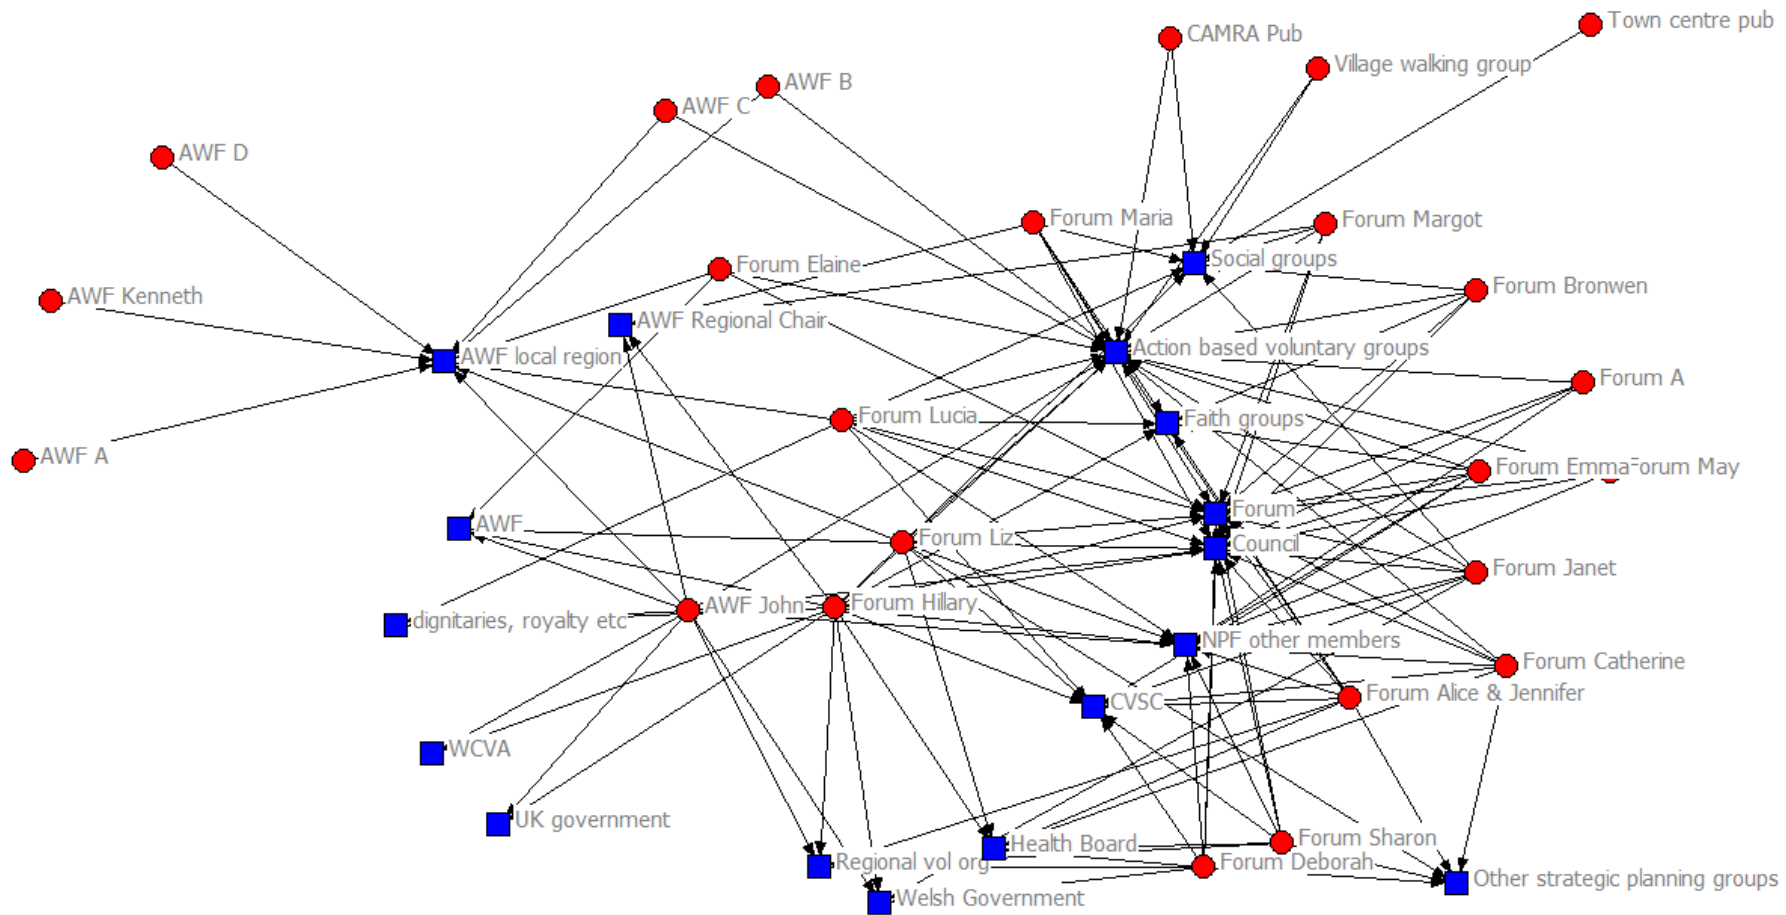 Town centre pub
CAMRA Pub
Village walking group
AWF B
AWF C
AWF D
Forum Maria
Forum Margot
Social groups
Forum Elaine
Forum Bronwen
AWF Kenneth
AWF Regional Chair
Action based voluntary groups
AWF local region
Forum A
Forum Lucia
Faith groups
AWF A
Forum Emma
Forum May
Forum
AWF
Forum Liz
Council
Forum Janet
AWF John
Forum Hillary
dignitaries, royalty etc
NPF other members
Forum Catherine
Forum Alice & Jennifer
CVSC
WCVA
UK government
Forum Sharon
Health Board
Regional vol org
Forum Deborah
Other strategic planning groups
Welsh Government